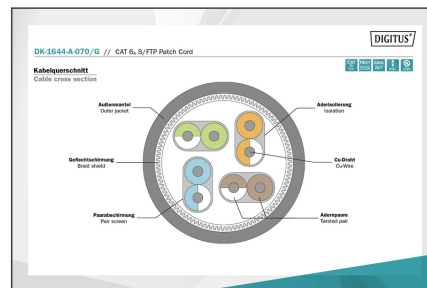 DIGITUS®
DK-1644-A-070/G // CAT 6A S/FTP Patch Cord
Kabelquerschnitt
Cable cross section
Außenmantel
Outer jacket
Aderisolierung
Isolation
Geflechtschirmung
Braid shield
Cu-Draht
Cu-Wire
Paarabschirmung
Pair screen
Adernpaare
Twisted pair